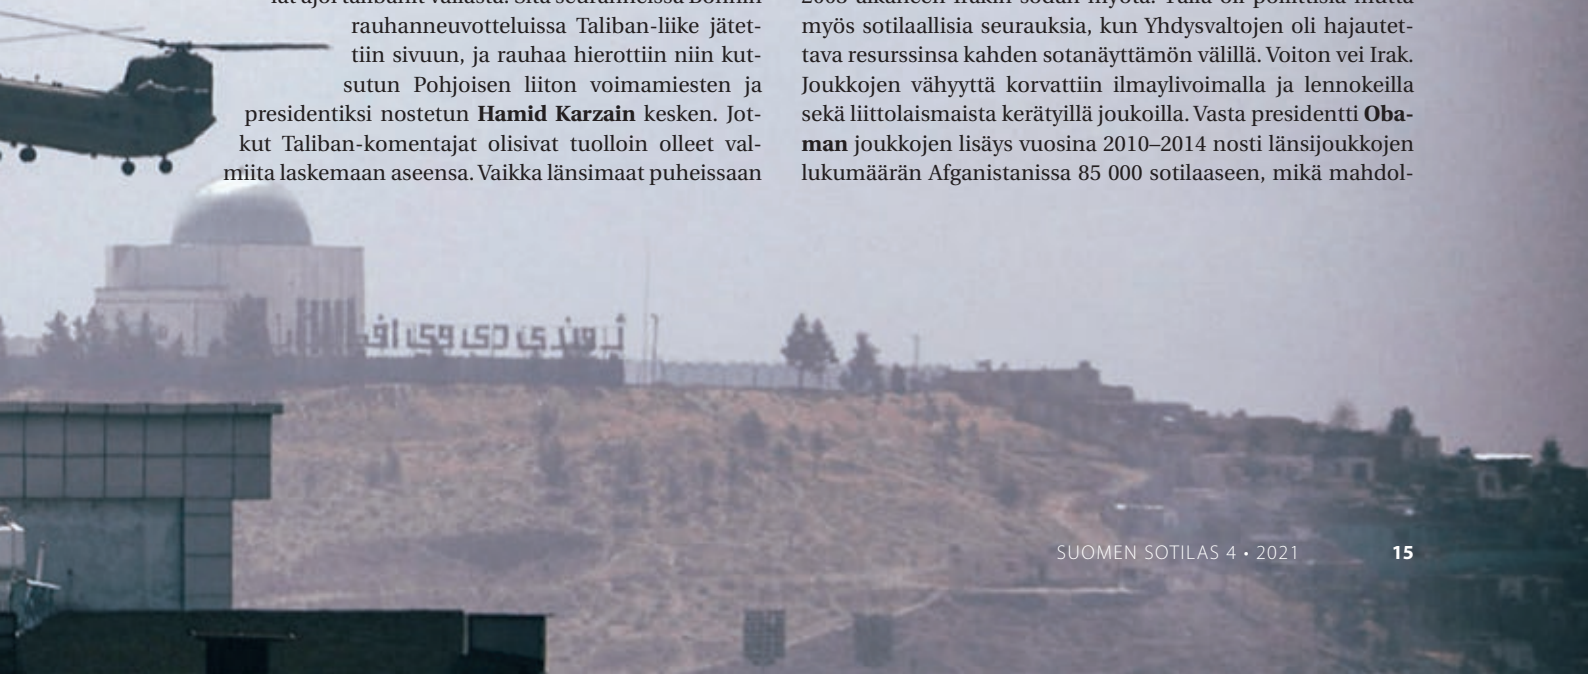 rauhanneuvotteluissa Taliban-liike jätet-
tiin sivuun, ja rauhaa hierottiin niin kut-
sutun Pohjoisen liiton voimamiesten ja
presidentiksi nostetun Hamid Karzain kesken. Jot-
kut Taliban-komentajat olisivat tuolloin olleet val-
miita laskemaan aseensa. Vaikka länsimaat puheissaan
myös sotilaallisia seurauksia, kun Yhdysvaltojen oli hajautet-
tava resurssinsa kahden sotanäyttämön välillä. Voiton vei Irak.
Joukkojen vähyyttä korvattiin ilmaylivoimalla ja lennokeilla
sekä liittolaismaista kerätyillä joukoilla. Vasta presidentti Oba-
man joukkojen lisäys vuosina 2010–2014 nosti länsijoukkojen
lukumäärän Afganistanissa 85 000 sotilaaseen, mikä mahdol-
ژوندی دی وی
SUOMEN SOTILAS 4 • 2021 15